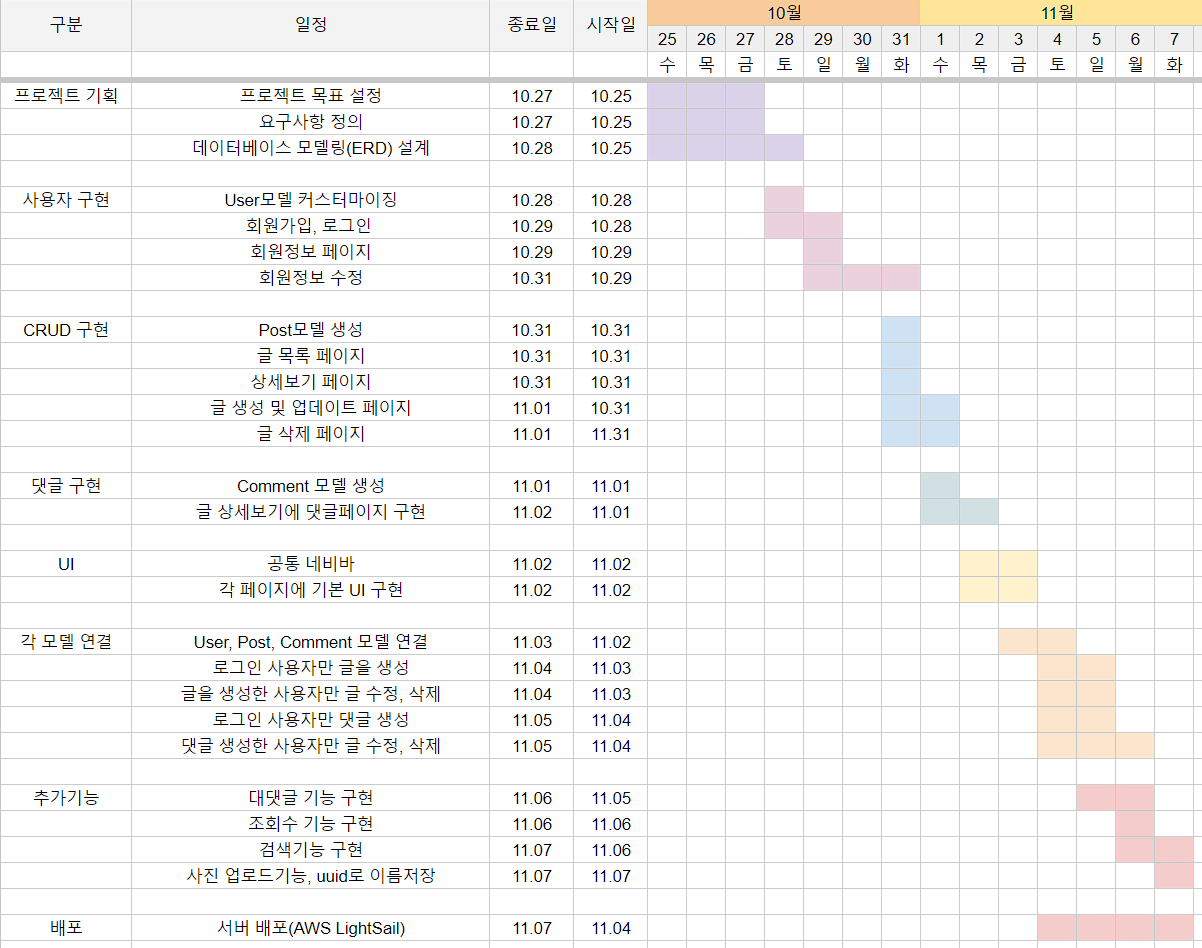 구분 일정 종료일 시작일 10월 11월
25 26 27 28 29 30 31 1 2 3 4 5 6 7
수 목 금 토 일 월 화 수 목 금 토 일 월 화
프로젝트 기획 프로젝트 목표 설정 10.27 10.25
요구사항 정의 10.27 10.25
데이터베이스 모델링(ERD) 설계 10.28 10.25
사용자 구현 User모델 커스터마이징 10.28 10.28
회원가입, 로그인 10.29 10.28
회원정보 페이지 10.29 10.29
회원정보 수정 10.31 10.29
CRUD 구현 Post모델 생성 10.31 10.31
글 목록 페이지 10.31 10.31
상세보기 페이지 10.31 10.31
글 생성 및 업데이트 페이지 11.01 10.31
글 삭제 페이지 11.01 11.31
댓글 구현 Comment 모델 생성 11.01 11.01
글 상세보기에 댓글페이지 구현 11.02 11.01
UI 공통 네비바 11.02 11.02
각 페이지에 기본 UI 구현 11.02 11.02
각 모델 연결 User, Post, Comment 모델 연결 11.03 11.02
로그인 사용자만 글을 생성 11.04 11.03
글을 생성한 사용자만 글 수정, 삭제 11.04 11.03
로그인 사용자만 댓글 생성 11.05 11.04
댓글 생성한 사용자만 글 수정, 삭제 11.05 11.04
추가기능 대댓글 기능 구현 11.06 11.05
조회수 기능 구현 11.06 11.06
검색기능 구현 11.07 11.06
사진 업로드기능, uuid로 이름저장 11.07 11.07
배포 서버 배포(AWS LightSail) 11.07 11.04